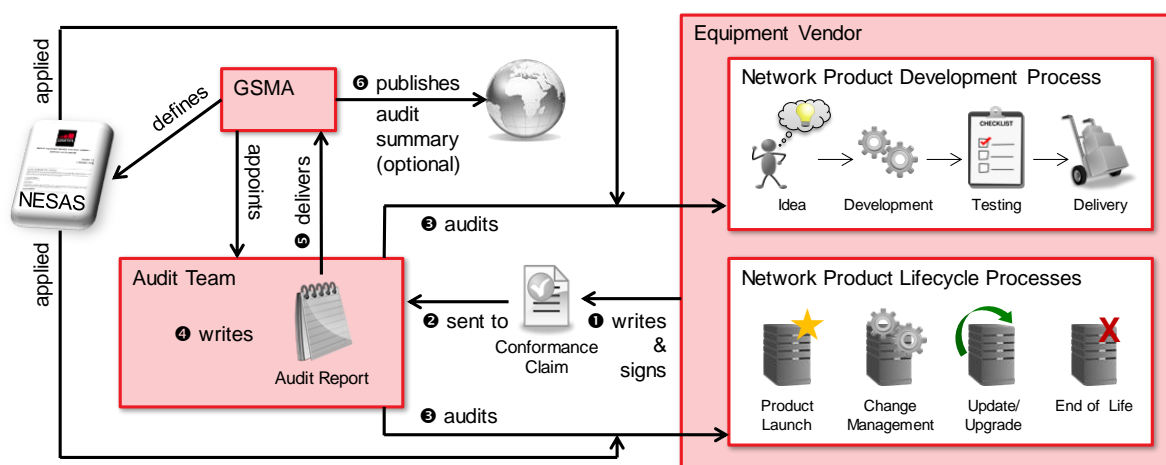 applied
defines
NESAS
applied
GSMA
appoints
❺ delivers
❻ publishes
audit
summary
(optional)
Audit Team
❹ writes
Audit Report
❸ audits
❷ sent to
Conformance
Claim
❶ writes
&
signs
❸ audits
Equipment Vendor
Network Product Development Process
CHECKLIST
Idea
Development
Testing
Delivery
Network Product Lifecycle Processes
X
Product
Launch
Change
Management
Update/
Upgrade
End of Life